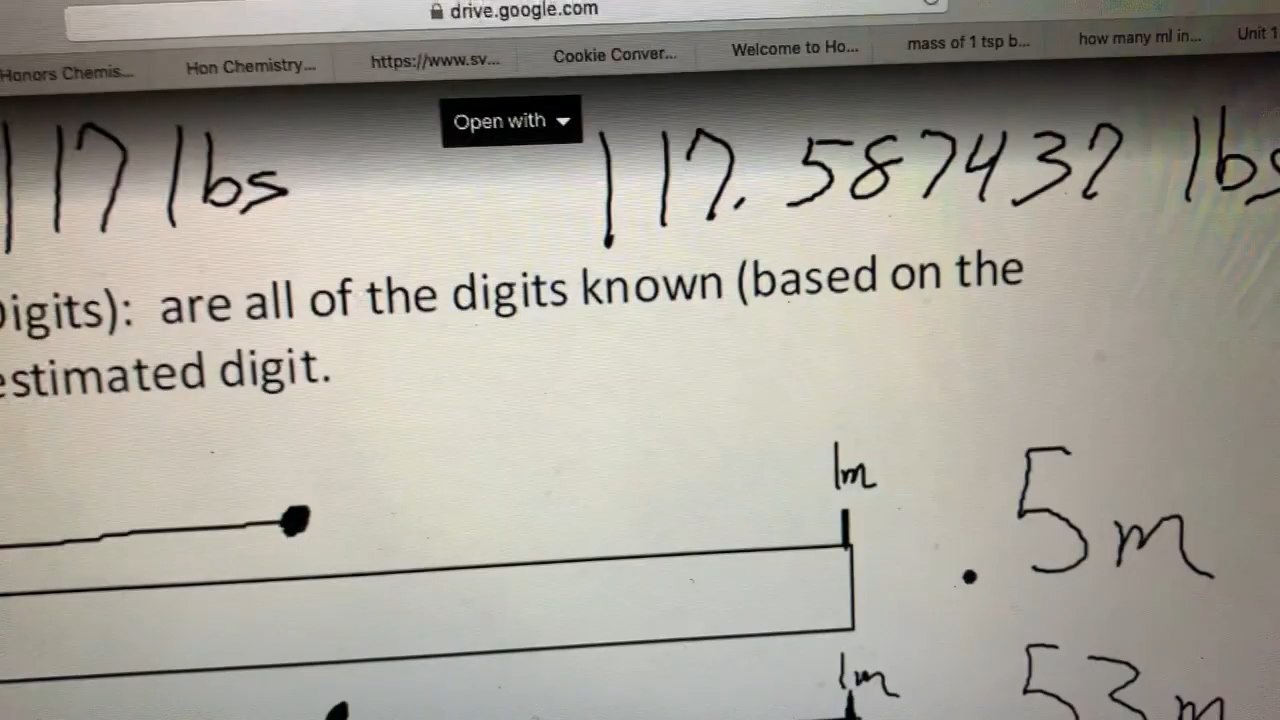 drive.google.com
Honors Chemis... Hon Chemistry... https://www.sv... Cookie Conver... Welcome to Ho... mass of 1 tsp b... how many ml in... Unit 1
Open with
117 lbs 117.587432 lbs
Digits): are all of the digits known (based on the
estimated digit.
1m
.5m
1m
53m